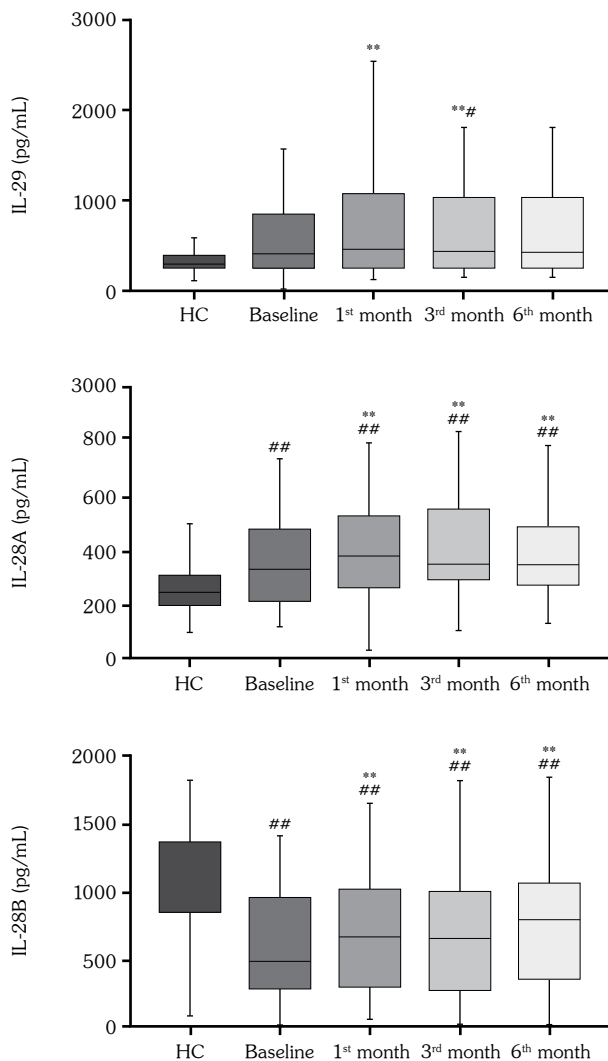 3000
**
2000
**#
IL-29 (pg/mL)
1000
0
HC Baseline 1st month 3rd month 6th month
3000
** ** **
800
## ## ## ##
600
IL-28A (pg/mL)
400
200
0
HC Baseline 1st month 3rd month 6th month
2000
** ** **
## ## ## ##
1500
IL-28B (pg/mL)
1000
500
0
HC Baseline 1st month 3rd month 6th month